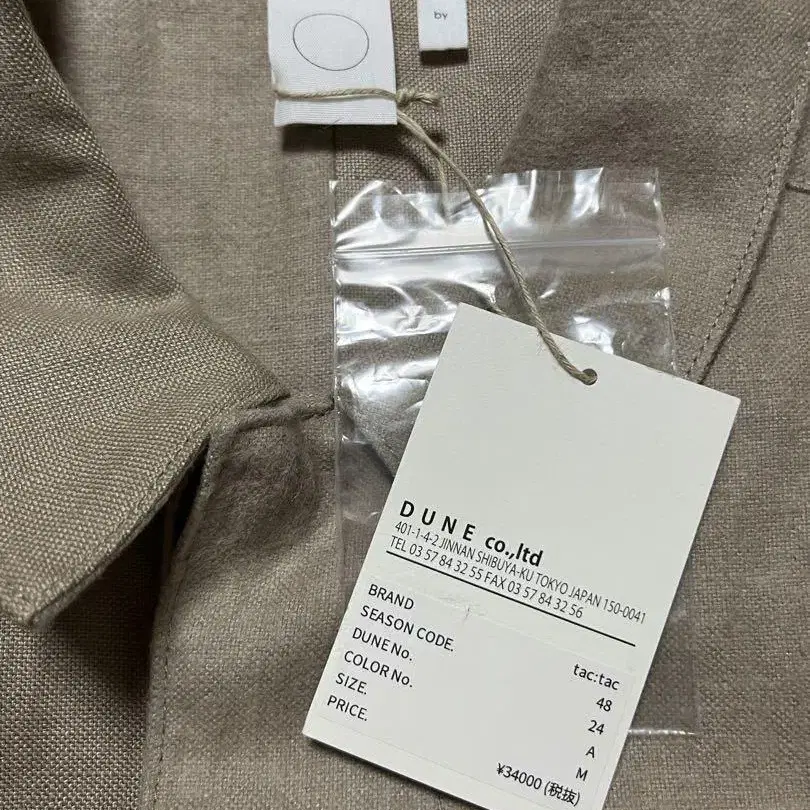 BY
DUNE co.,ltd
401-1-4-2 JINNAN SHIBUYA-KU TOKYO JAPAN 150-0041
TEL 03 57 84 32 55 FAX 03 57 84 32 56
BRAND tac:tac
SEASON CODE. 48
DUNE No. 24
COLOR No. A
SIZE. M
PRICE. ¥34000 (税抜)